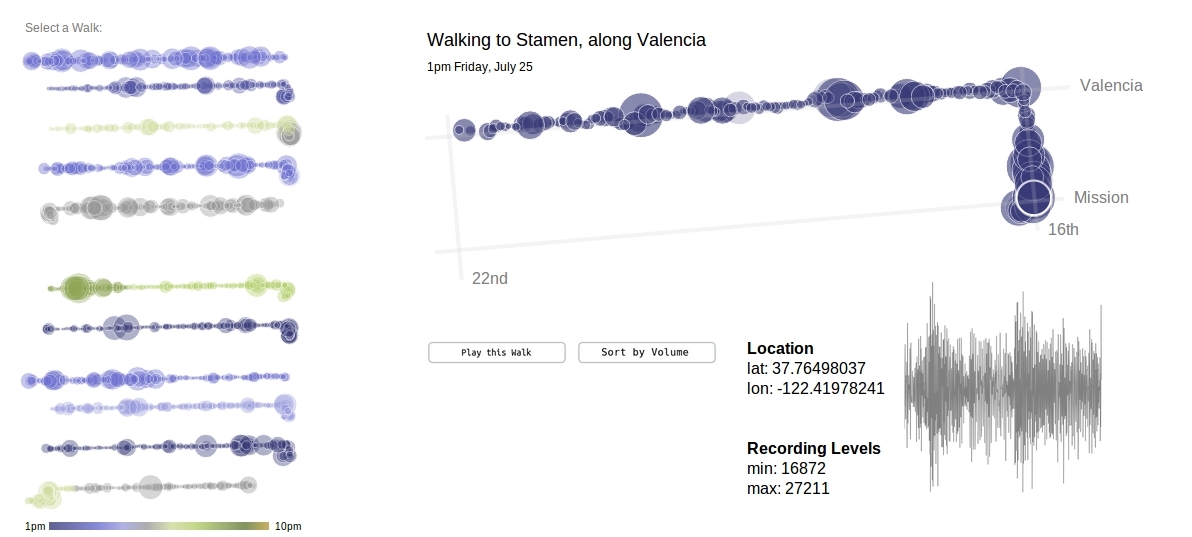 Select a Walk:
Walking to Stamen, along Valencia
1pm Friday, July 25
Valencia
Mission
16th
22nd
Play this Walk
Sort by Volume
Location
lat: 37.76498037
lon: -122.41978241
Recording Levels
min: 16872
max: 27211
1pm
10pm